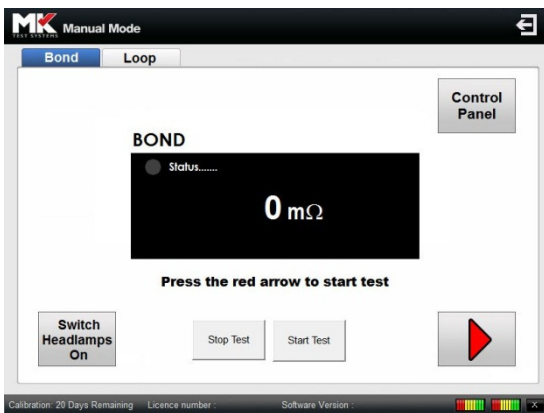 MK Manual Mode
TEST SYSTEMS
Bond Loop
Control
Panel
BOND
Status.......
0 mΩ
Press the red arrow to start test
Switch
Headlamps
On
Stop Test Start Test
Calibration: 20 Days Remaining Licence number : Software Version : X